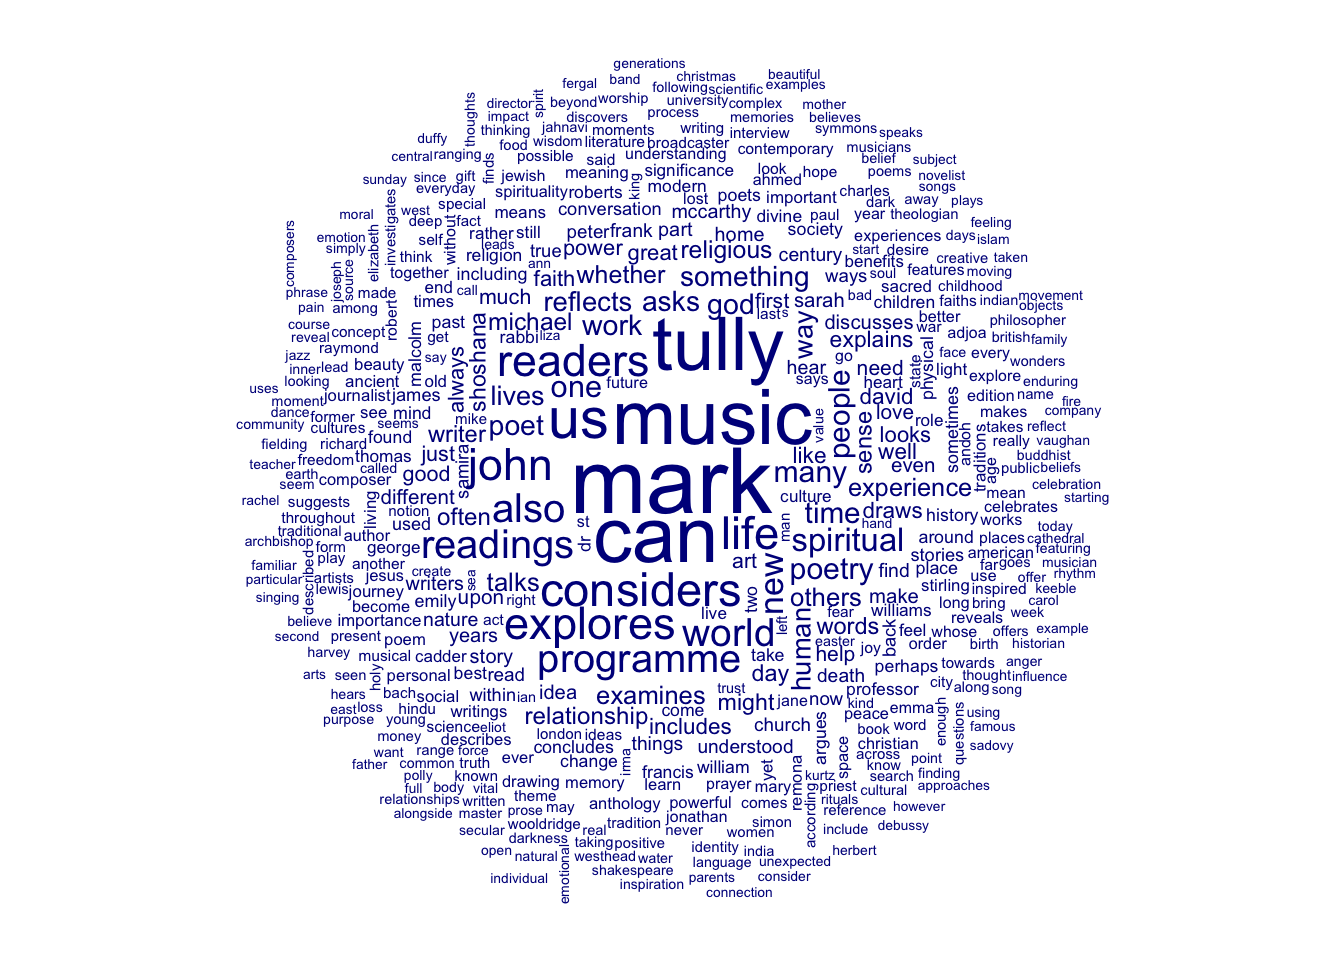 generations
fergal band christmas beautiful
following scientific examples
director beyond worship university complex mother
thoughts impact spirit discovers process memories believes
duffy thinking jahnavi moments writing interview symmons speaks
food wisdom literature broadcaster contemporary musicians
central ranging finds possible said understanding belief subject
sunday since gift jewish meaning significance look hope poems novelist
everyday spirituality roberts king modern ahmed charles songs
moral west special means conversation lost poets important dark away plays
deep fact mccarthy divine paul year theologian
composers emotion investigates self without rather still peter frank part home society experiences days feeling
simply elizabeth think leads religion true power great religious century start desire islam
joseph source together including ann faith whether something ways benefits soul features creative taken moving
phrase made end call much reflects asks god first sarah bad sacred childhood
pain among times children faiths indian movement objects
course robert past michael work tully lasts s way discusses better philosopher
reveal concept malcolm get shoshana rabbi liza explains war adjoa british family
jazz raymond always readers hear go need state physical face every wonders
inner lead beauty say says heart light explore enduring
uses looking ancient old lives one future people david edition name fire
moment journalist james love sometimes makes company
dance former see mind mike us music value sense role stakes reflect
community cultures seems writer poet looks andoh really vaughan
fielding richard found just samira john like well traditions buddhist
teacher freedom thomas good mark many even age public beliefs
earth called culture experience mean celebration
rachel seem composer different also man time draws history celebrates starting
suggests living notion often st can life hand works
throughout used
traditional author dr spiritual around places today
archbishop form george readings art stories american cathedral
familiar play another new poetry find place far goes featuring
described create musician
particular artists jesus writers sea talks considers two others make use offer rhythm
singing lewis journey stirling inspired keeble
become emily upon right live human fear williams long bring carol
believe importance nature act explores world left words back reveals week
second present poem years easter feel whose offers example
harvey musical cadder story programme take help joy order birth anger
arts seen holy personal best read day death perhaps towards thought influence
hears bach social within ian idea examines trust might jane now professor city along song
east loss hindu writings relationship come kind emma enough using
purpose young science eliot includes church peace word questions famous
money describes london ideas things understood argues book christian sadovy
want range force concludes space across point
father common truth ever change irma francis william yet remona kurtz know finding
polly known drawing memory learn prayer mary priest search cultural approaches
full body vital theme
relationships written prose may anthology powerful comes according rituals reference however
alongside master wooldridge tradition jonathan simon
secular darkness real never women include debussy
open natural taking positive identity india herbert
westhead water language unexpected
individual emotional shakespeare parents consider
inspiration connection